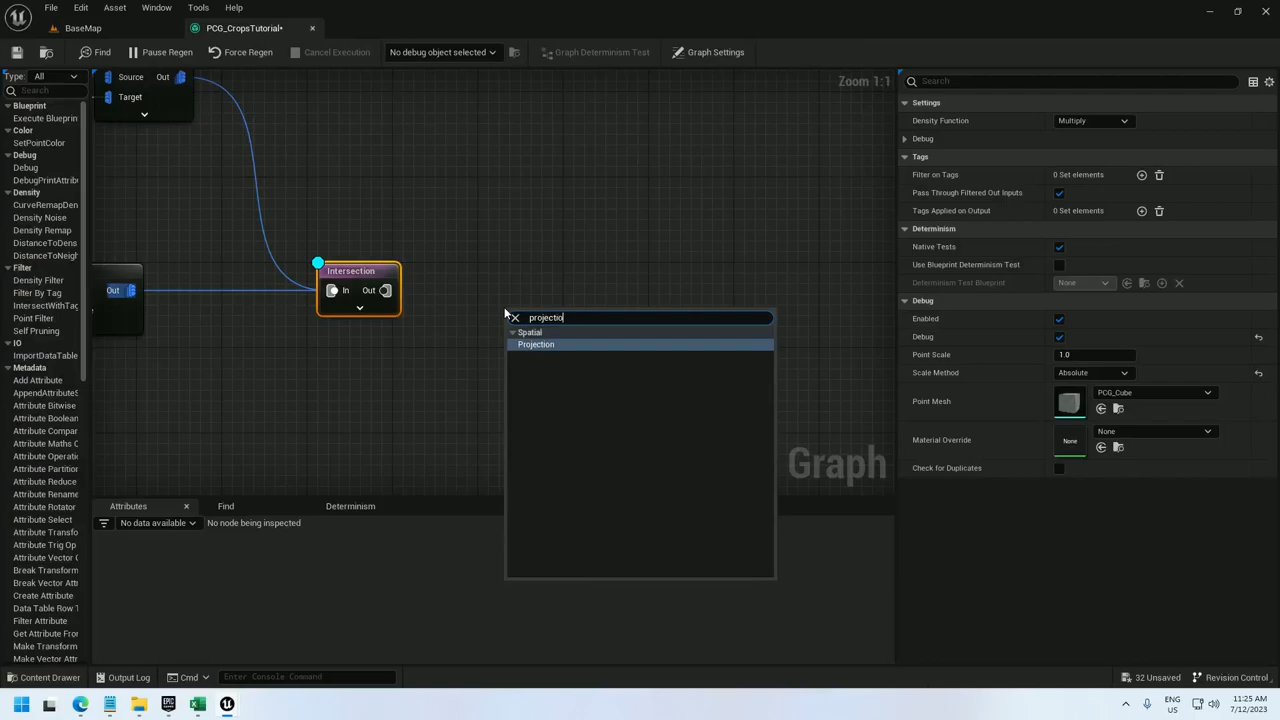 File Edit Asset Window Tools Help
BaseMap
PCG_CropsTutorial*
Find
Pause Regen
Force Regen
Cancel Execution
No debug object selected
Graph Determinism Test
Graph Settings
Type: All
Search
Blueprint
Execute Blueprin
Color
SetPointColor
Debug
Debug
DebugPrintAttrib
Density
CurveRemapDen
Density Noise
Density Remap
DistanceToDens
DistanceToNeigh
Filter
Density Filter
Filter By Tag
IntersectWithTag
Point Filter
Self Pruning
IO
ImportDataTable
Metadata
Add Attribute
AppendAttributeS
Attribute Bitwise
Attribute Boolean
Attribute Compar
Attribute Maths O
Attribute Operatio
Attribute Partition
Attribute Reduce
Attribute Rename
Attribute Rotator
Attribute Select
Attribute Transfo
Attribute Trig Op
Attribute Vector O
Break Transform
Break Vector Attr
Create Attribute
Data Table Row T
Filter Attribute
Get Attribute Fro
Make Transform
Make Vector Attr
Source Out
Target
Zoom 1:1
Out
Intersection
In Out
projectio
Spatial
Projection
Graph
Attributes
Find
Determinism
No data available
No node being inspected
Search
Settings
Density Function Multiply
Debug
Tags
Filter on Tags 0 Set elements
Pass Through Filtered Out Inputs
Tags Applied on Output 0 Set elements
Determinism
Native Tests
Use Blueprint Determinism Test
Determinism Test Blueprint None
Debug
Enabled
Debug
Point Scale 1.0
Scale Method Absolute
Point Mesh PCG_Cube
Material Override None None
Check for Duplicates
Content Drawer
Output Log
Cmd
Enter Console Command
32 Unsaved
Revision Control
EPIC
ENG
US
11:25 AM
7/12/2023